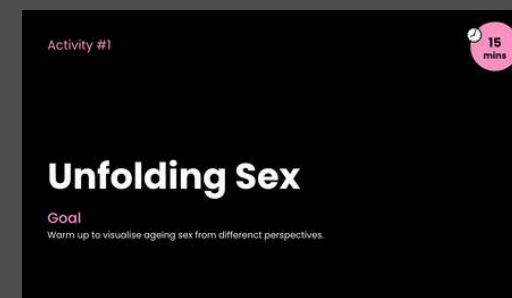 Activity #1
15
mins
Unfolding Sex
Goal
Warm up to visualise ageing sex from differenct perspectives.